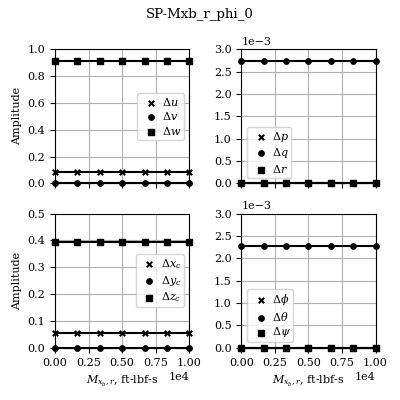 SP-Mxb_r_phi_0
1e−3
1.0
0.8
0.6
0.4
0.2
0.0
Amplitude
Δu
Δv
Δw
3.0
2.5
2.0
1.5
1.0
0.5
0.0
Δp
Δq
Δr
1e−3
0.5
0.4
0.3
0.2
0.1
0.0
Amplitude
Δx_c
Δy_c
Δz_c
0.00 0.25 0.50 0.75 1.00
M_{x_b,r}, ft-lbf-s
1e4
3.0
2.5
2.0
1.5
1.0
0.5
0.0
Δϕ
Δθ
Δψ
0.00 0.25 0.50 0.75 1.00
M_{x_b,r}, ft-lbf-s
1e4